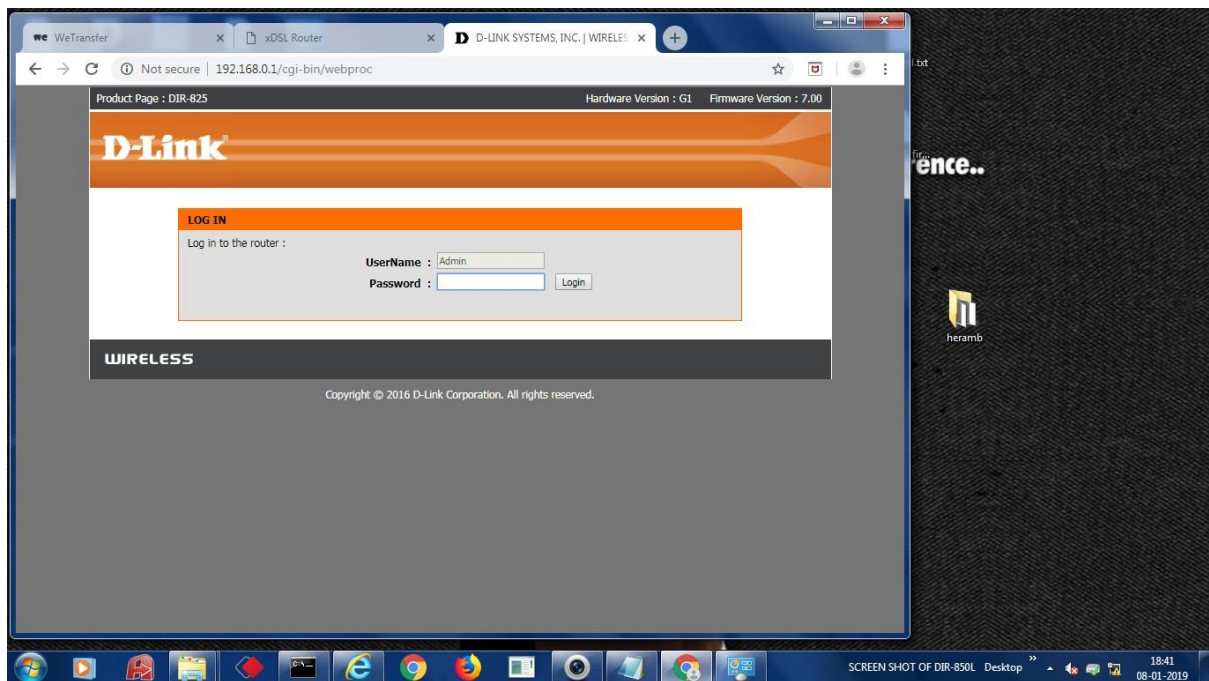 we WeTransfer
xDSL Router
D D-LINK SYSTEMS, INC. | WIRELES
Not secure | 192.168.0.1/cgi-bin/webproc
.txt
Product Page : DIR-825 Hardware Version : G1 Firmware Version : 7.00
D-Link
fir...
ence..
LOG IN
Log in to the router :
UserName : Admin
Password : Login
heramb
WIRELESS
Copyright © 2016 D-Link Corporation. All rights reserved.
SCREEN SHOT OF DIR-850L Desktop » 18:41
08-01-2019